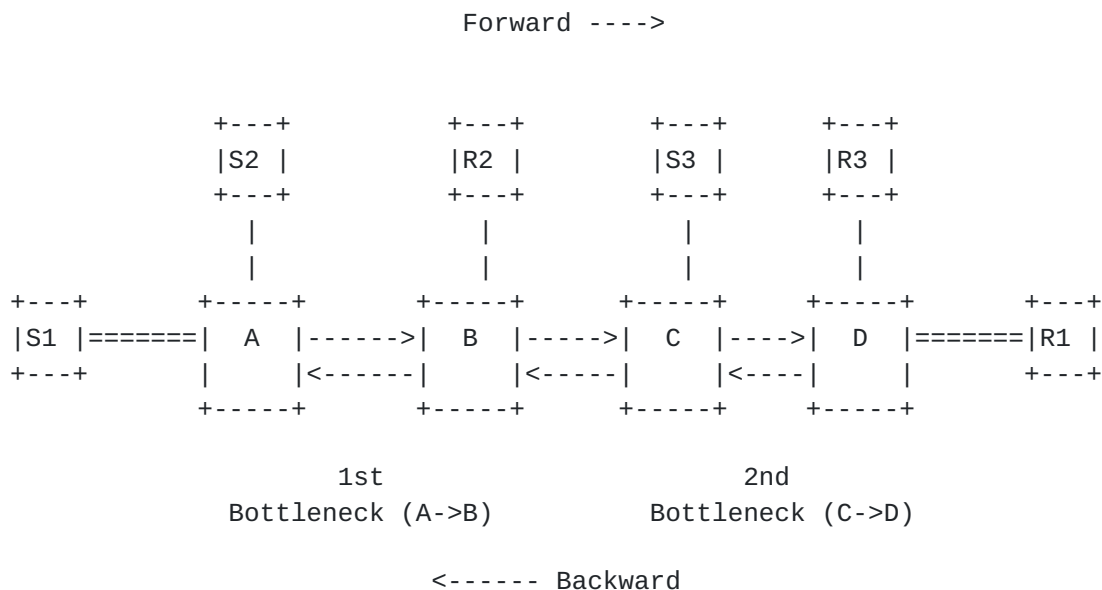 Forward ---->


            +---+         +---+       +---+     +---+
            |S2 |         |R2 |       |S3 |     |R3 |
            +---+         +---+       +---+     +---+
              |             |           |         |
              |             |           |         |
+---+      +-----+      +-----+     +-----+    +-----+      +---+
|S1 |=======|  A  |------>|  B  |----->|  C  |---->|  D  |=======|R1 |
+---+      |     |<------|     |<-----|     |<----|     |      +---+
           +-----+      +-----+     +-----+    +-----+

                   1st                     2nd
             Bottleneck (A->B)       Bottleneck (C->D)

                        <------ Backward